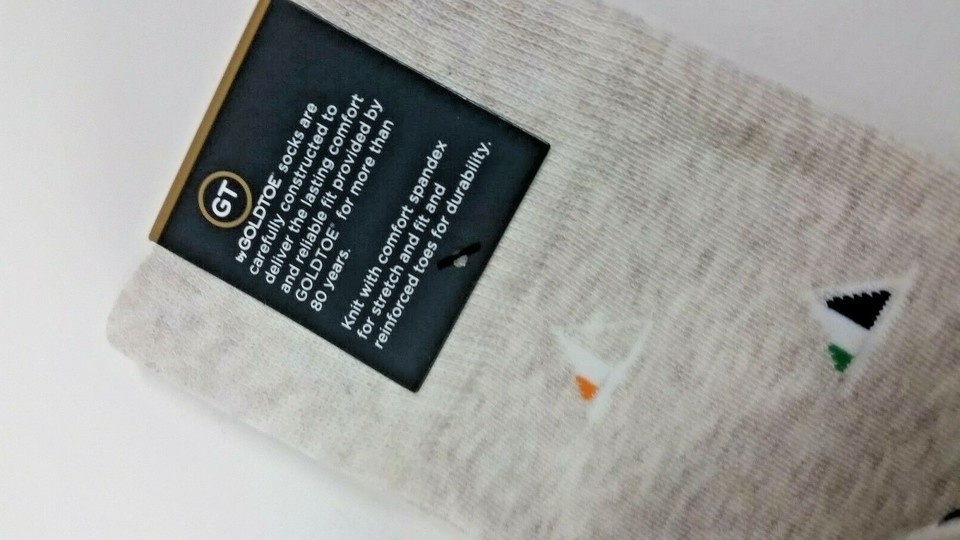 GT
by GOLDTOE™ socks are
carefully constructed to
deliver the lasting comfort
and reliable fit provided by
GOLDTOE® for more than
80 years.
Knit with comfort spandex
for stretch and fit and
reinforced toes for durability.